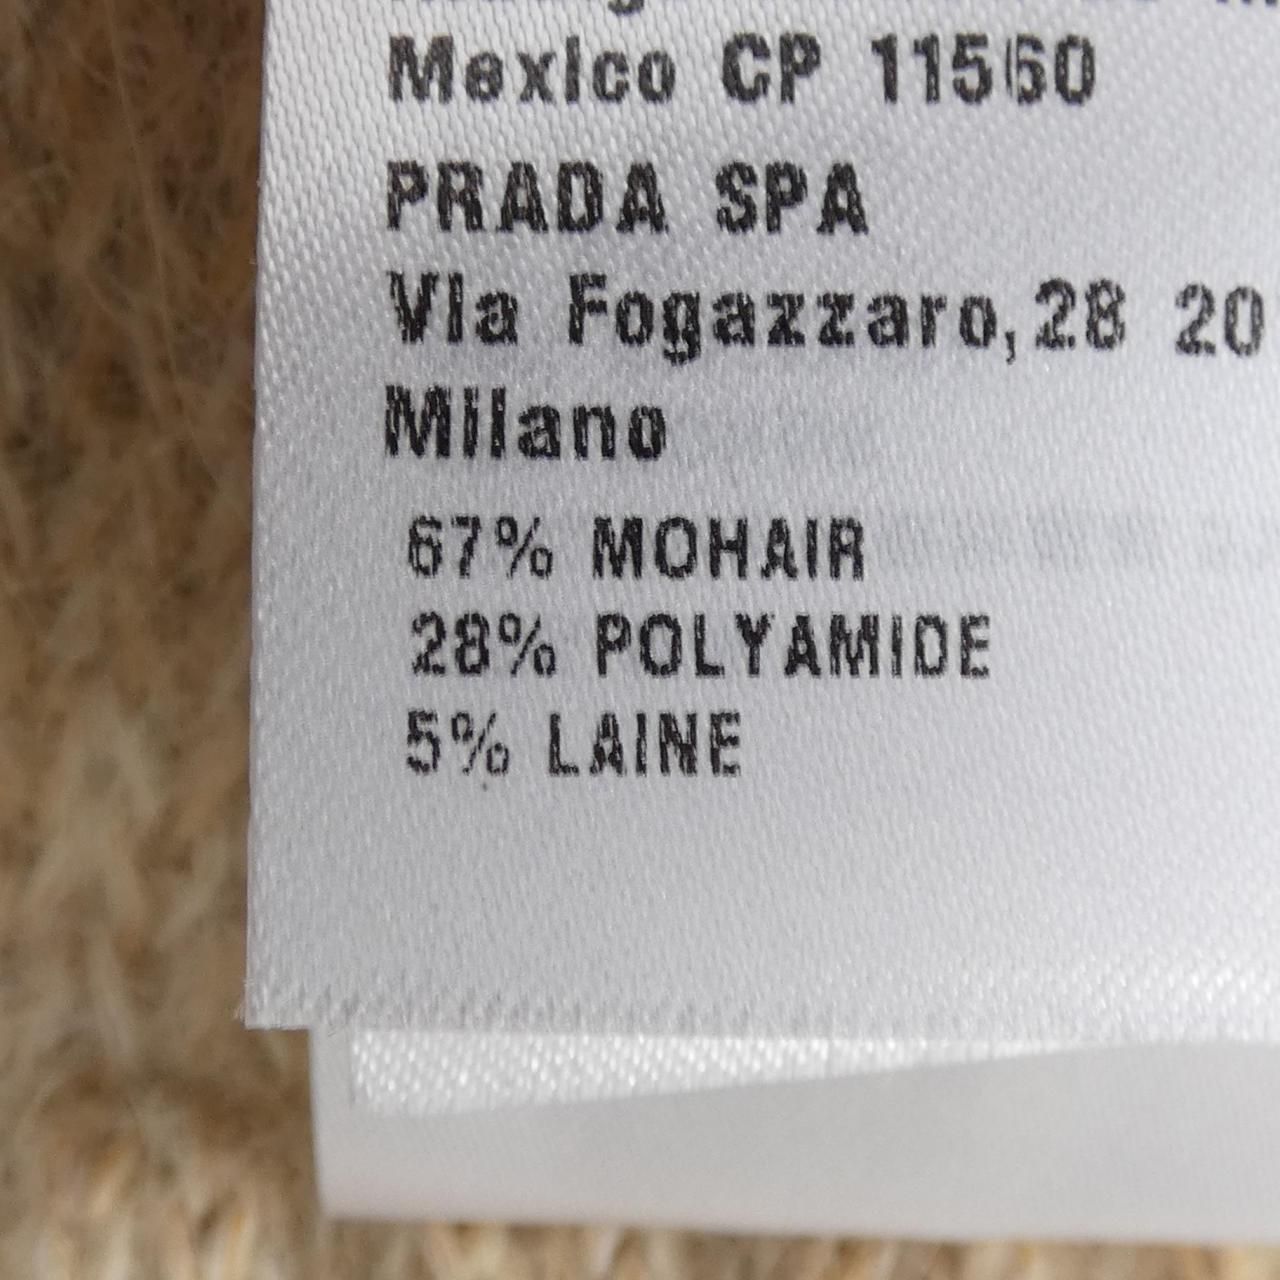 Mexico CP 11560
PRADA SPA
Via Fogazzaro,28 20
Milano
67% MOHAIR
28% POLYAMIDE
5% LAINE